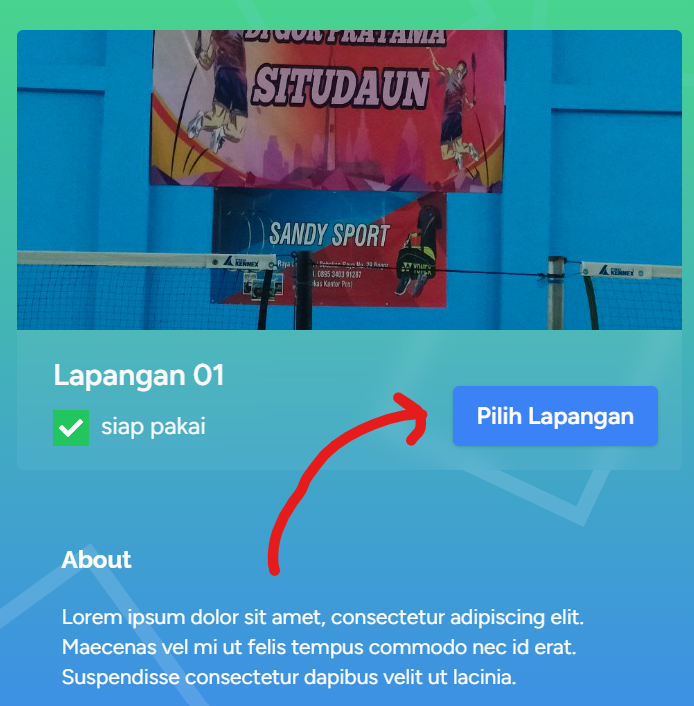 DI GOR PRATAMA
SITUDAUN
SANDY SPORT
KENNEX
KENNEX
Lapangan 01
siap pakai
Pilih Lapangan
About
Lorem ipsum dolor sit amet, consectetur adipiscing elit.
Maecenas vel mi ut felis tempus commodo nec id erat.
Suspendisse consectetur dapibus velit ut lacinia.